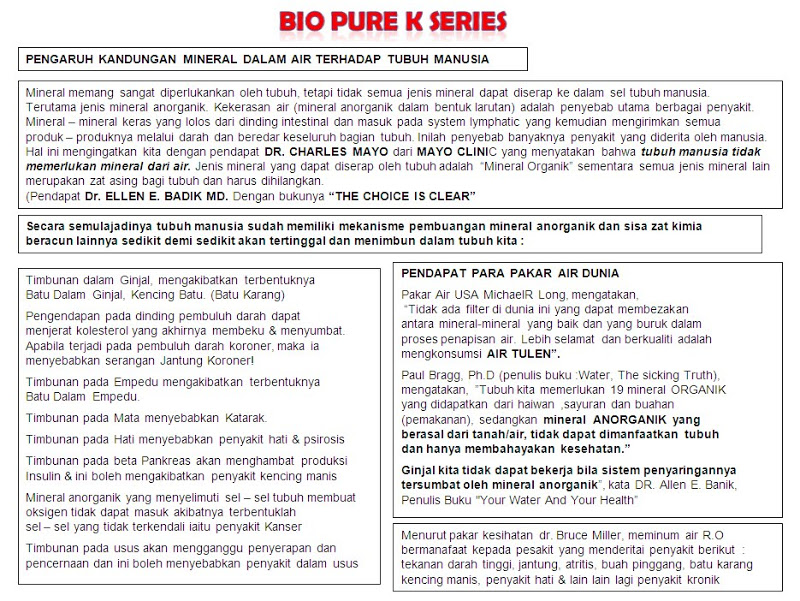 BIO PURE K SERIES
PENGARUH KANDUNGAN MINERAL DALAM AIR TERHADAP TUBUH MANUSIA
Mineral memang sangat diperlukankan oleh tubuh, tetapi tidak semua jenis mineral dapat diserap ke dalam sel tubuh manusia.
Terutama jenis mineral anorganik. Kekerasan air (mineral anorganik dalam bentuk larutan) adalah penyebab utama berbagai penyakit.
Mineral – mineral keras yang lolos dari dinding intestinal dan masuk pada system lymphatic yang kemudian mengirimkan semua
produk – produknya melalui darah dan beredar keseluruh bagian tubuh. Inilah penyebab banyaknya penyakit yang diderita oleh manusia.
Hal ini mengingatkan kita dengan pendapat DR. CHARLES MAYO dari MAYO CLINIC yang menyatakan bahwa tubuh manusia tidak
memerlukan mineral dari air. Jenis mineral yang dapat diserap oleh tubuh adalah “Mineral Organik” sementara semua jenis mineral lain
merupakan zat asing bagi tubuh dan harus dihilangkan.
(Pendapat Dr. ELLEN E. BADIK MD. Dengan bukunya “THE CHOICE IS CLEAR”
Secara semulajadinya tubuh manusia sudah memiliki mekanisme pembuangan mineral anorganik dan sisa zat kimia
beracun lainnya sedikit demi sedikit akan tertinggal dan menimbun dalam tubuh kita :
Timbunan dalam Ginjal, mengakibatkan terbentuknya
Batu Dalam Ginjal, Kencing Batu. (Batu Karang)
Pengendapan pada dinding pembuluh darah dapat
menjerat kolesterol yang akhirnya membeku & menyumbat.
Apabila terjadi pada pembuluh darah koroner, maka ia
menyebabkan serangan Jantung Koroner!
Timbunan pada Empedu mengakibatkan terbentuknya
Batu Dalam Empedu.
Timbunan pada Mata menyebabkan Katarak.
Timbunan pada Hati menyebabkan penyakit hati & psirosis
Timbunan pada beta Pankreas akan menghambat produksi
Insulin & ini boleh mengakibatkan penyakit kencing manis
Mineral anorganik yang menyelimuti sel – sel tubuh membuat
oksigen tidak dapat masuk akibatnya terbentuklah
sel – sel yang tidak terkendali iaitu penyakit Kanser
Timbunan pada usus akan mengganggu penyerapan dan
pencernaan dan ini boleh menyebabkan penyakit dalam usus
PENDAPAT PARA PAKAR AIR DUNIA
Pakar Air USA MichaelR Long, mengatakan,
“Tidak ada filter di dunia ini yang dapat membezakan
antara mineral-mineral yang baik dan yang buruk dalam
proses penapisan air. Lebih selamat dan berkualiti adalah
mengkonsumsi AIR TULEN”.
Paul Bragg, Ph.D (penulis buku :Water, The sicking Truth),
mengatakan, ”Tubuh kita memerlukan 19 mineral ORGANIK
yang didapatkan dari haiwan ,sayuran dan buahan
(pemakanan), sedangkan mineral ANORGANIK yang
berasal dari tanah/air, tidak dapat dimanfaatkan tubuh
dan hanya membahayakan kesehatan.”
Ginjal kita tidak dapat bekerja bila sistem penyaringannya
tersumbat oleh mineral anorganik”, kata DR. Allen E. Banik,
Penulis Buku "Your Water And Your Health”
Menurut pakar kesihatan dr. Bruce Miller, meminum air R.O
bermanafaat kepada pesakit yang menderitai penyakit berikut :
tekanan darah tinggi, jantung, atritis, buah pinggang, batu karang
kencing manis, penyakit hati & lain lain lagi penyakit kronik